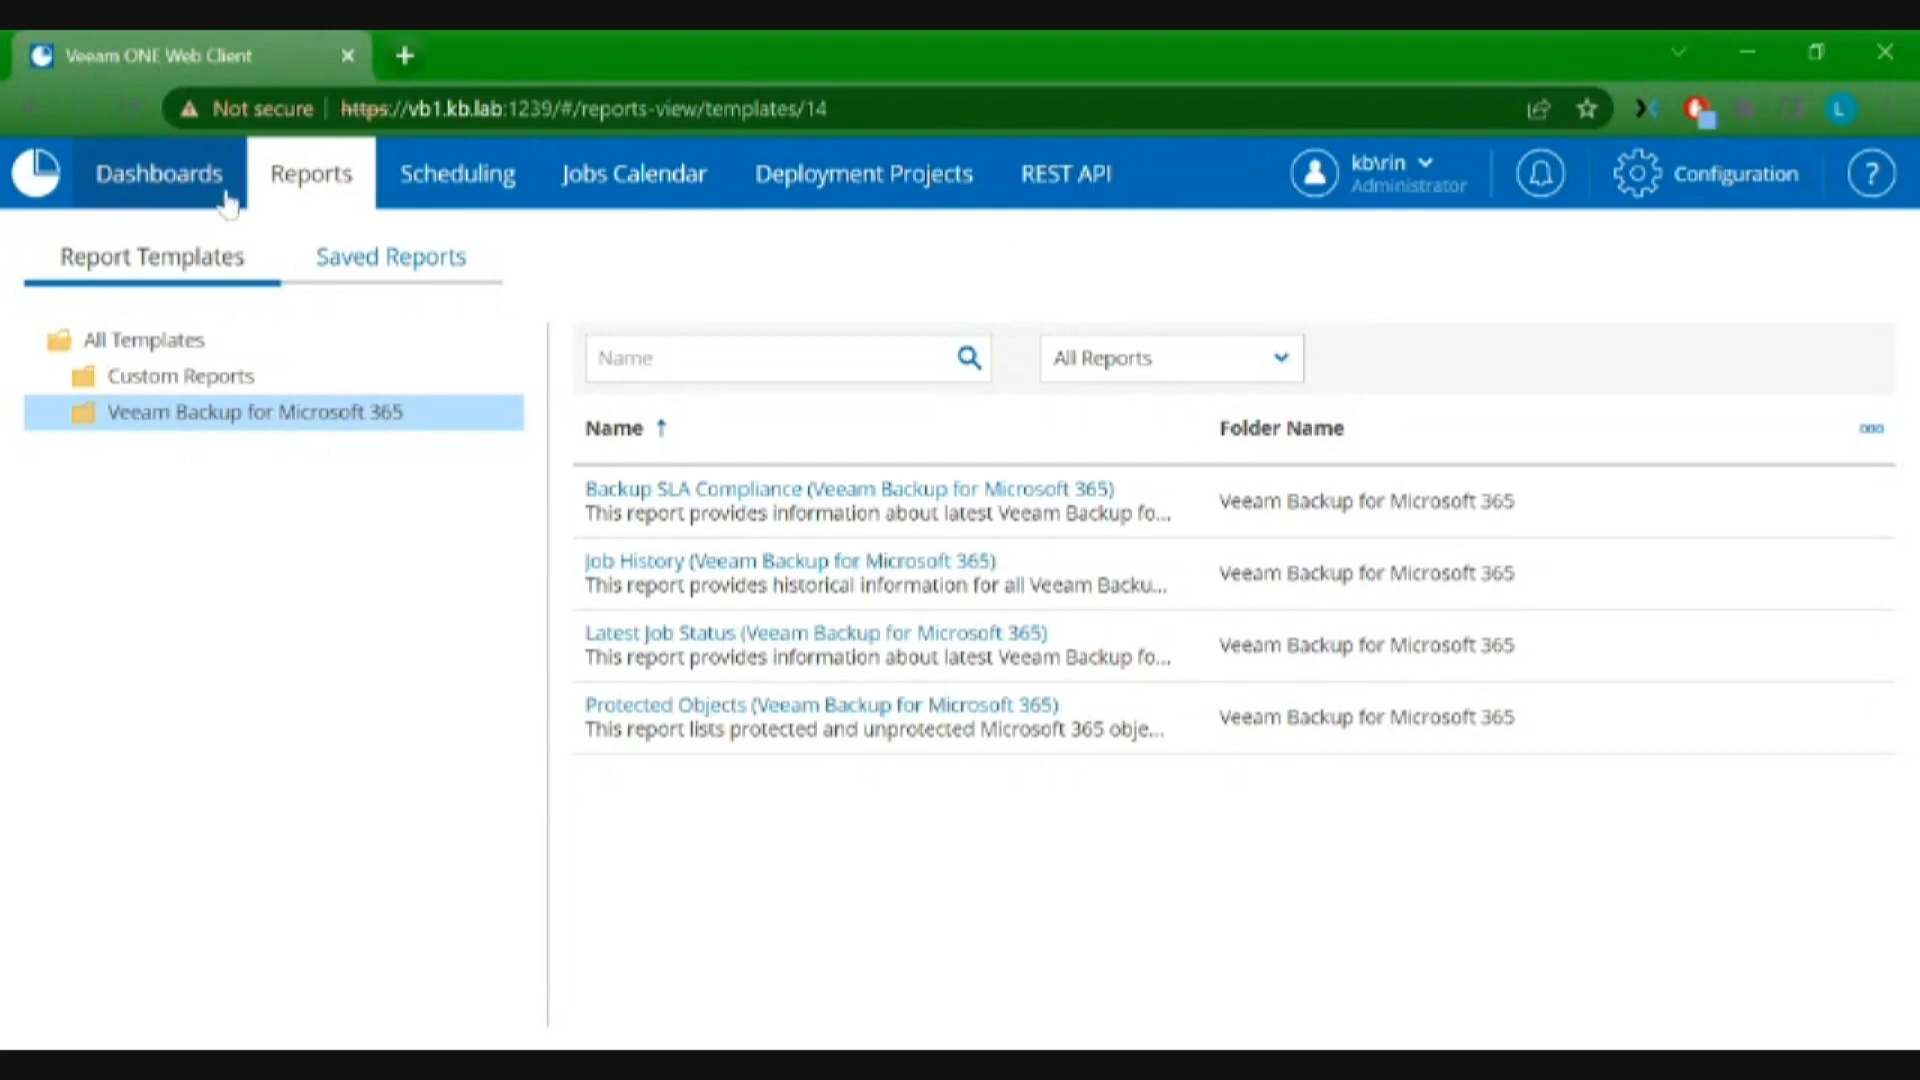 Veeam ONE Web Client
Not secure | https://vb1.kb.lab:1239/#/reports-view/templates/14
L
Dashboards Reports Scheduling Jobs Calendar Deployment Projects REST API kb\rin Configuration ?
Administrator
Report Templates Saved Reports
All Templates
Custom Reports
Veeam Backup for Microsoft 365
Name All Reports
Name ↑ Folder Name
Backup SLA Compliance (Veeam Backup for Microsoft 365)
This report provides information about latest Veeam Backup fo...
Veeam Backup for Microsoft 365
Job History (Veeam Backup for Microsoft 365)
This report provides historical information for all Veeam Backu...
Veeam Backup for Microsoft 365
Latest Job Status (Veeam Backup for Microsoft 365)
This report provides information about latest Veeam Backup fo...
Veeam Backup for Microsoft 365
Protected Objects (Veeam Backup for Microsoft 365)
This report lists protected and unprotected Microsoft 365 obje...
Veeam Backup for Microsoft 365